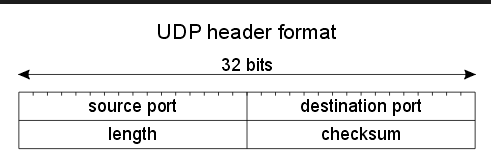 UDP header format
32 bits
source port destination port
length checksum